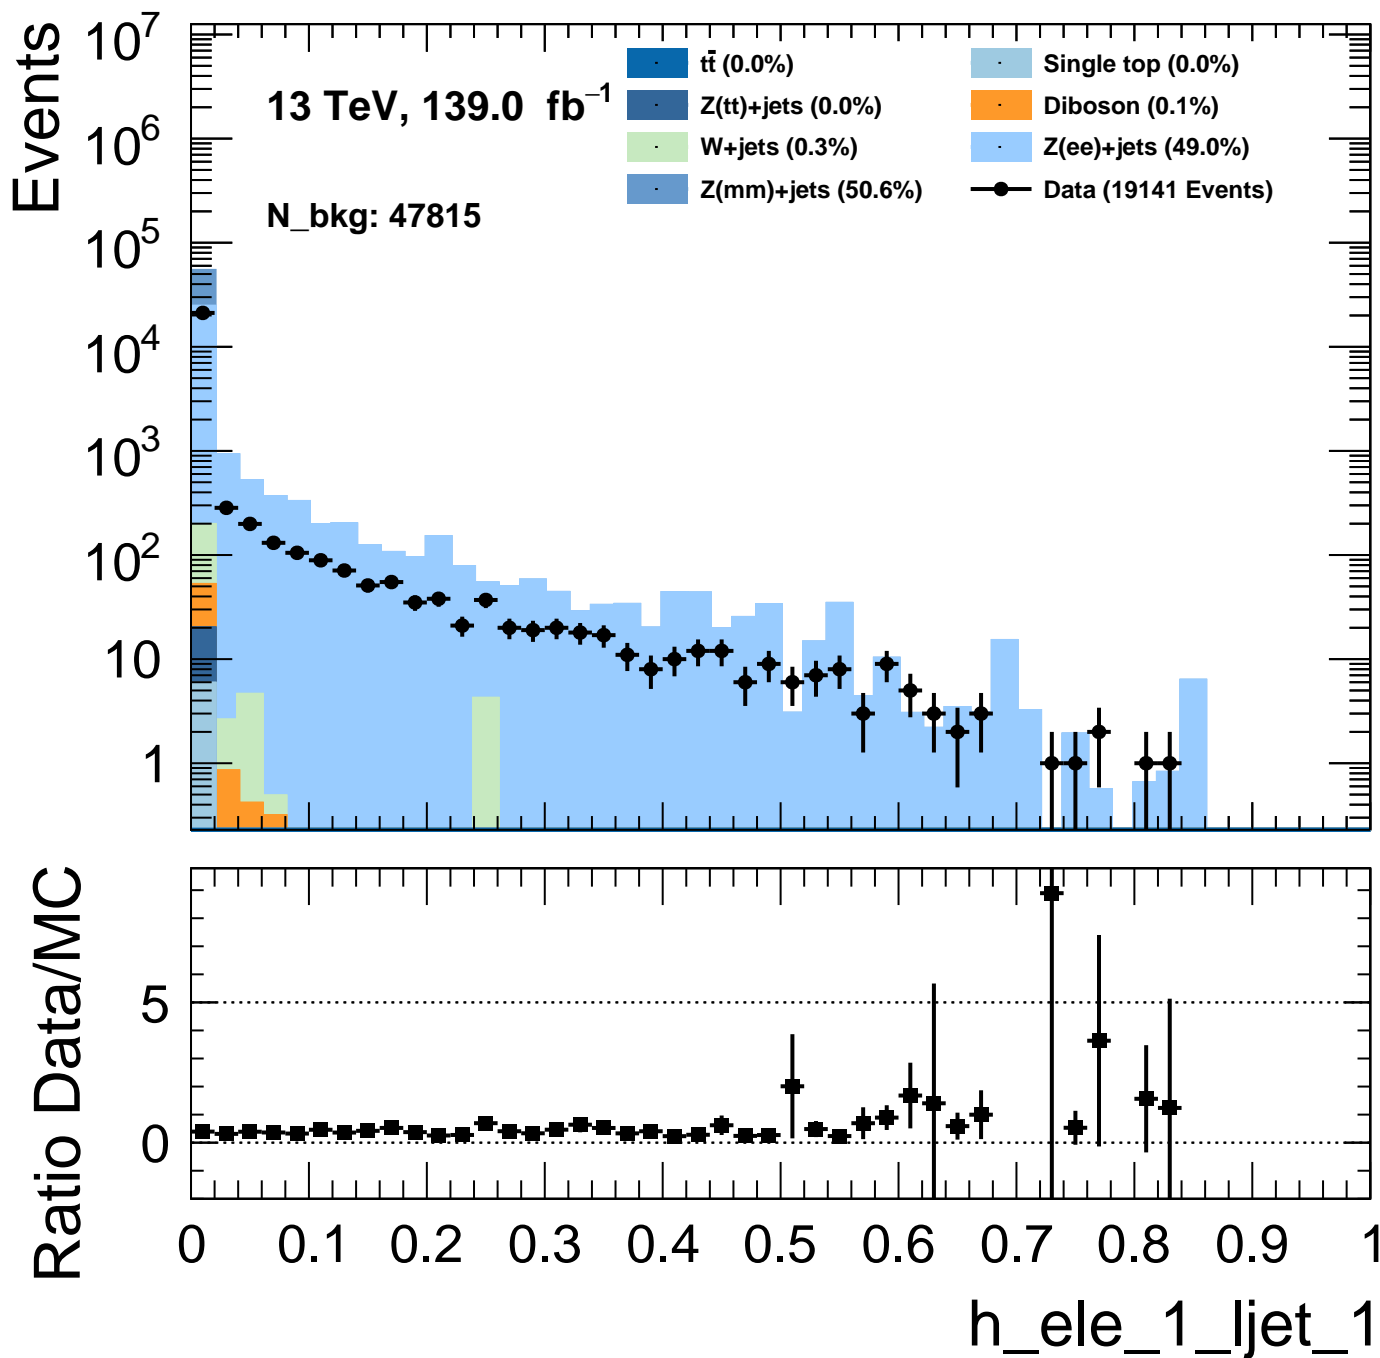 Events
10⁷
10⁶
10⁵
10⁴
10³
10²
10
1
13 TeV, 139.0 fb⁻¹
N_bkg: 47815
tt̄ (0.0%)
Single top (0.0%)
Z(tt)+jets (0.0%)
Diboson (0.1%)
W+jets (0.3%)
Z(ee)+jets (49.0%)
Z(mm)+jets (50.6%)
Data (19141 Events)
Ratio Data/MC
5
0
0 0.1 0.2 0.3 0.4 0.5 0.6 0.7 0.8 0.9 1
h_ele_1_ljet_1